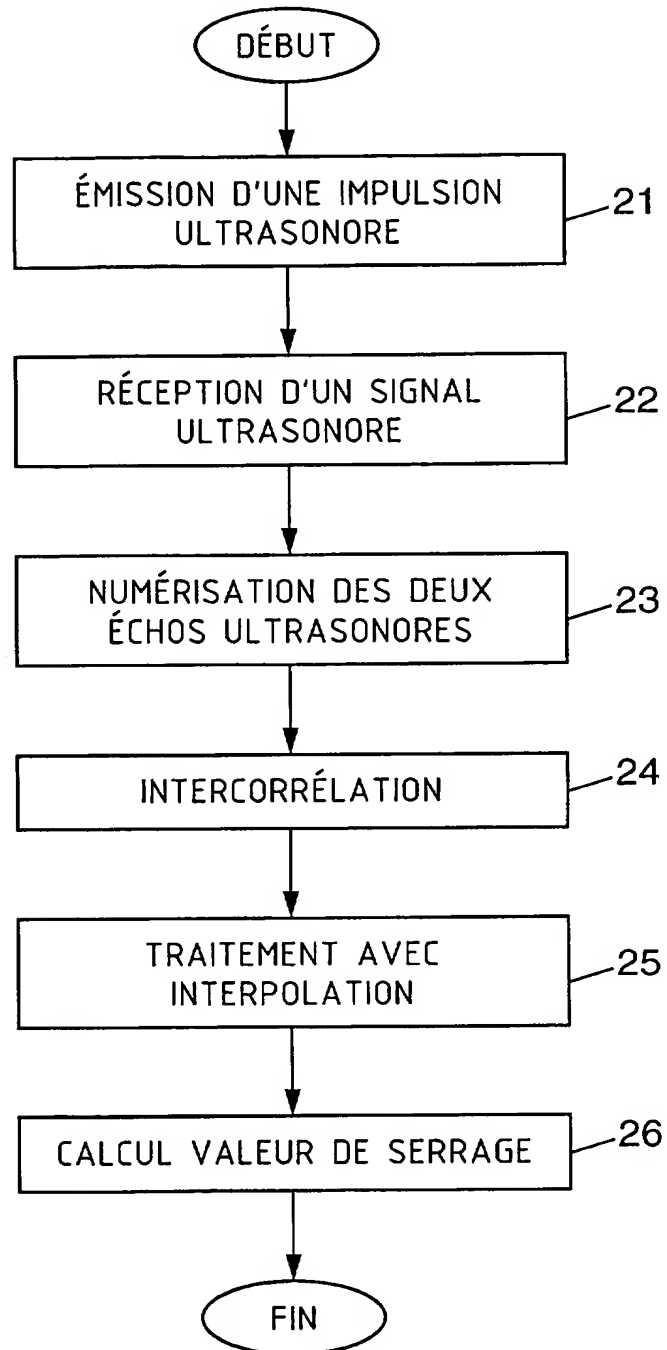 DÉBUT
ÉMISSION D'UNE IMPULSION
ULTRASONORE
21
RÉCEPTION D'UN SIGNAL
ULTRASONORE
22
NUMÉRISATION DES DEUX
ÉCHOS ULTRASONORES
23
INTERCORRÉLATION
24
TRAITEMENT AVEC
INTERPOLATION
25
CALCUL VALEUR DE SERRAGE
26
FIN